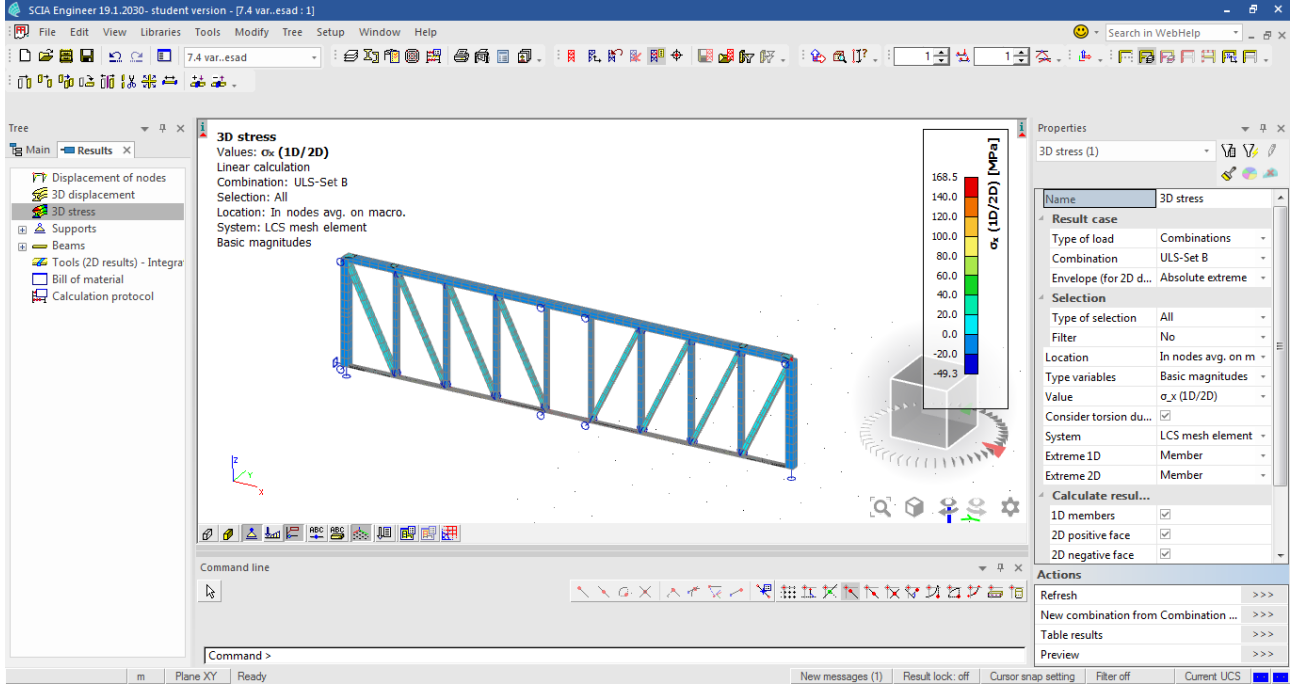 SCIA Engineer 19.1.2030- student version - [7.4 var..esad : 1]
File Edit View Libraries Tools Modify Tree Setup Window Help
Search in WebHelp
7.4 var..esad
1
1
Tree
Main
Results
Displacement of nodes
3D displacement
3D stress
Supports
Beams
Tools (2D results) - Integra
Bill of material
Calculation protocol
3D stress
Values: σx (1D/2D)
Linear calculation
Combination: ULS-Set B
Selection: All
Location: In nodes avg. on macro.
System: LCS mesh element
Basic magnitudes
σx (1D/2D) [MPa]
168.5
140.0
120.0
100.0
80.0
60.0
40.0
20.0
0.0
-20.0
-49.3
z
Y
x
ABC
ABC
Command line
Command >
Properties
3D stress (1)
Name 3D stress
Result case
Type of load Combinations
Combination ULS-Set B
Envelope (for 2D d... Absolute extreme
Selection
Type of selection All
Filter No
Location In nodes avg. on m
Type variables Basic magnitudes
Value σ_x (1D/2D)
Consider torsion du...
System LCS mesh element
Extreme 1D Member
Extreme 2D Member
Calculate resul...
1D members
2D positive face
2D negative face
Actions
Refresh >>>
New combination from Combination ... >>>
Table results >>>
Preview >>>
m Plane XY Ready New messages (1) Result lock: off Cursor snap setting Filter off Current UCS